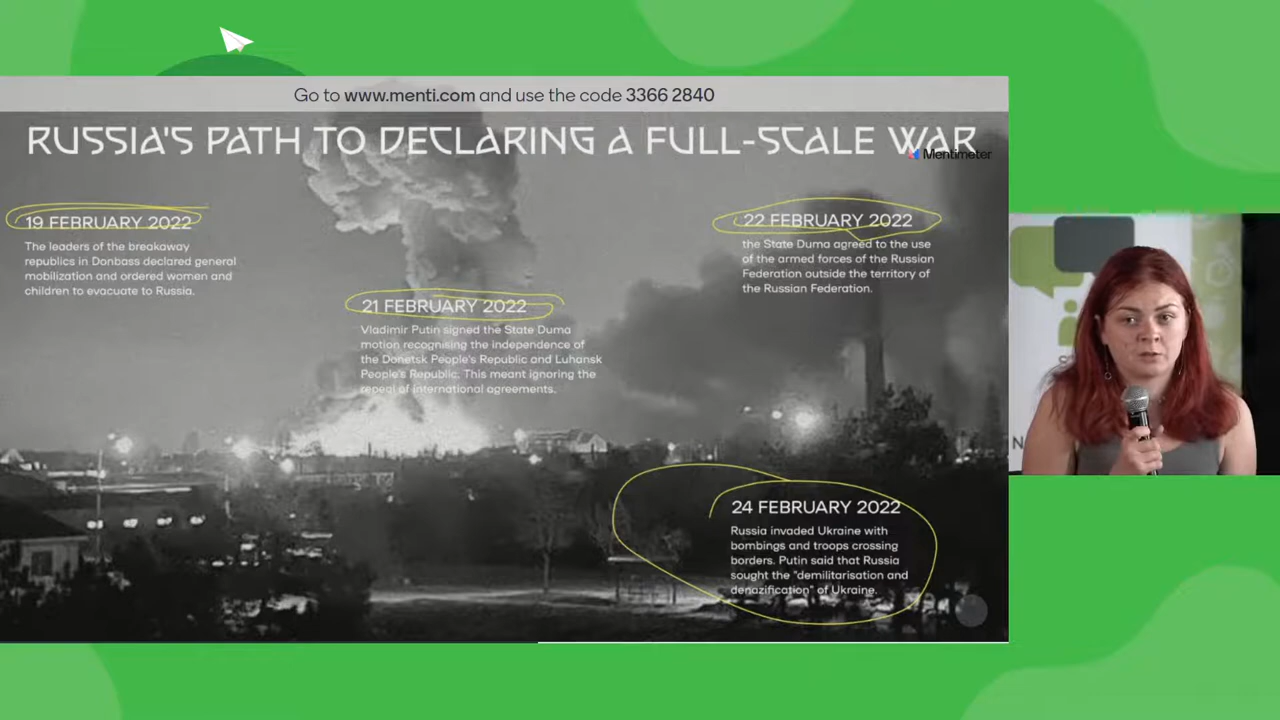 Go to www.menti.com and use the code 3366 2840
RUSSIA'S PATH TO DECLARING A FULL-SCALE WAR
Mentimeter
19 FEBRUARY 2022
The leaders of the breakaway
republics in Donbass declared general
mobilization and ordered women and
children to evacuate to Russia.
21 FEBRUARY 2022
Vladimir Putin signed the State Duma
motion recognising the independence of
the Donetsk People's Republic and Luhansk
People's Republic. This meant ignoring the
repeal of international agreements.
22 FEBRUARY 2022
the State Duma agreed to the use
of the armed forces of the Russian
Federation outside the territory of
the Russian Federation.
24 FEBRUARY 2022
Russia invaded Ukraine with
bombings and troops crossing
borders. Putin said that Russia
sought the "demilitarisation and
denazification" of Ukraine.